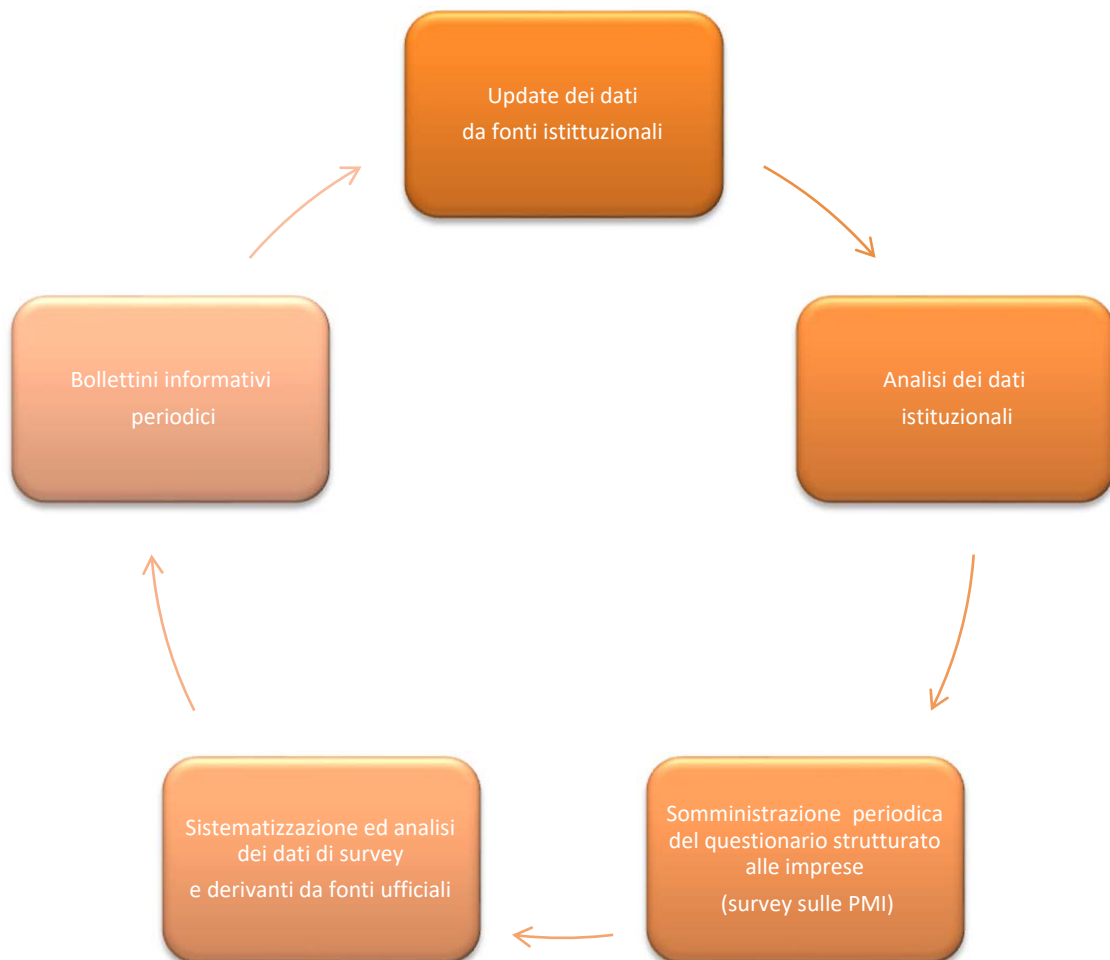 Update dei dati
da fonti istittuzionali
Analisi dei dati
istituzionali
Somministrazione  periodica
del questionario strutturato
alle imprese
(survey sulle PMI)
Sistematizzazione ed analisi
dei dati di survey
e derivanti da fonti ufficiali
Bollettini informativi
periodici